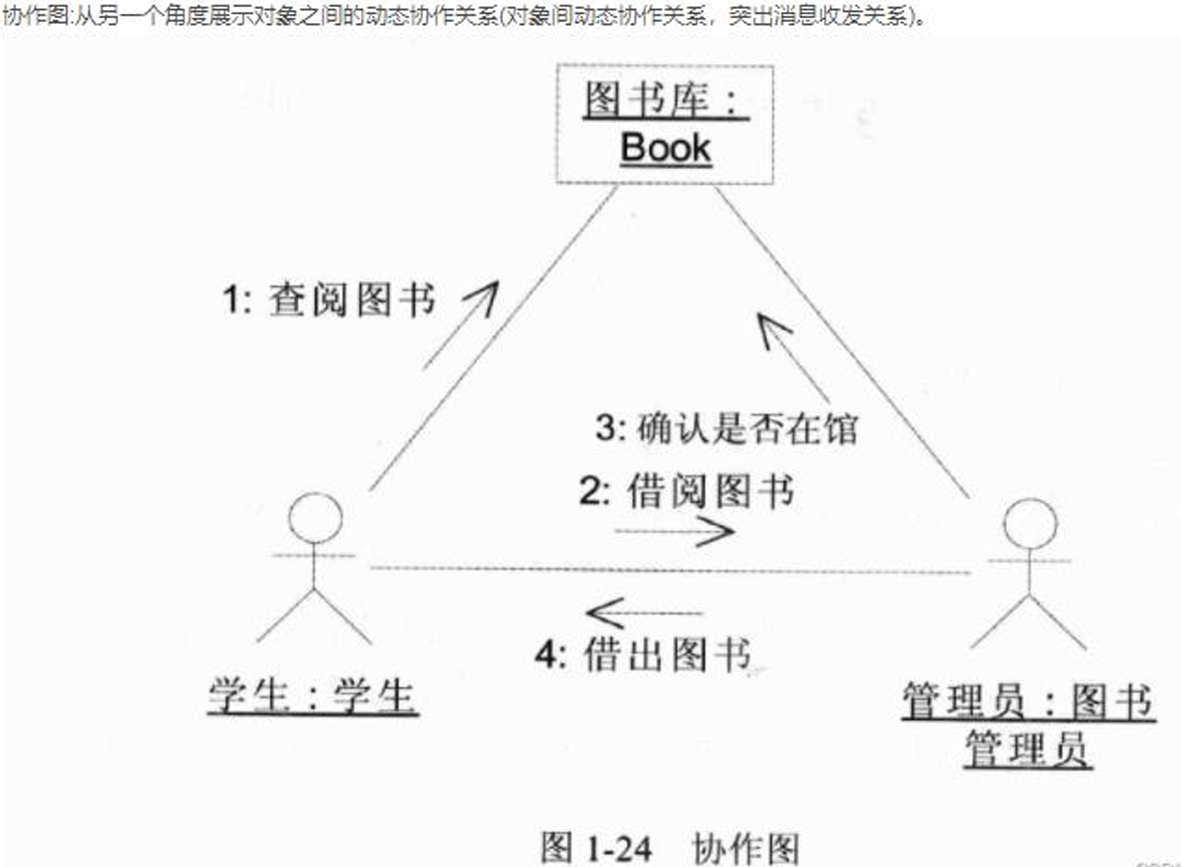 协作图:从另一个角度展示对象之间的动态协作关系(对象间动态协作关系，突出消息收发关系)。
图书库：
Book
1: 查阅图书
3: 确认是否在馆
2: 借阅图书
4: 借出图书
学生：学生
管理员：图书
管理员
图 1-24 协作图